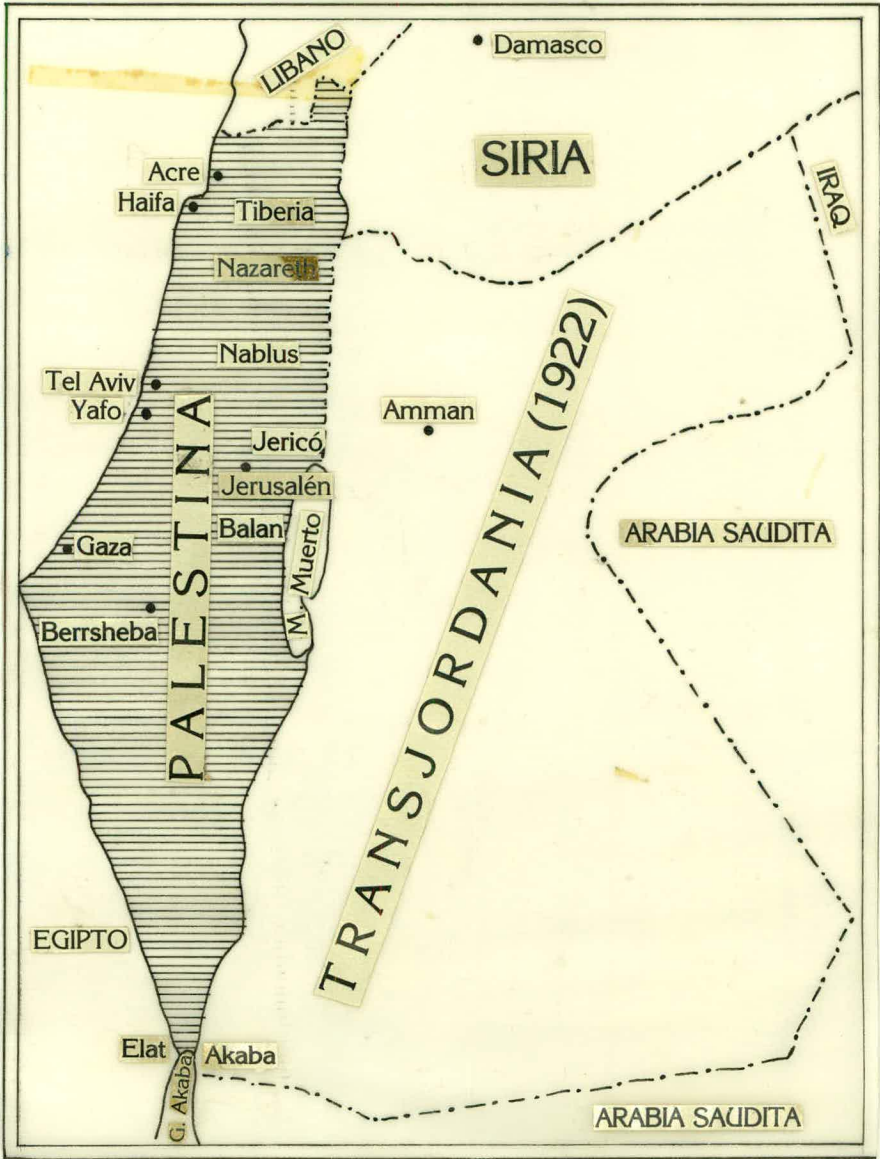 LIBANO
Damasco
SIRIA
IRAQ
Acre
Haifa
Tiberia
Nazareth
Nablus
Tel Aviv
Yafo
PALESTINA
Amman
TRANSJORDANIA (1922)
Jericó
Jerusalén
Balan
M. Muerto
Gaza
Berrsheba
ARABIA SAUDITA
EGIPTO
Elat
Akaba
G. Akaba
ARABIA SAUDITA